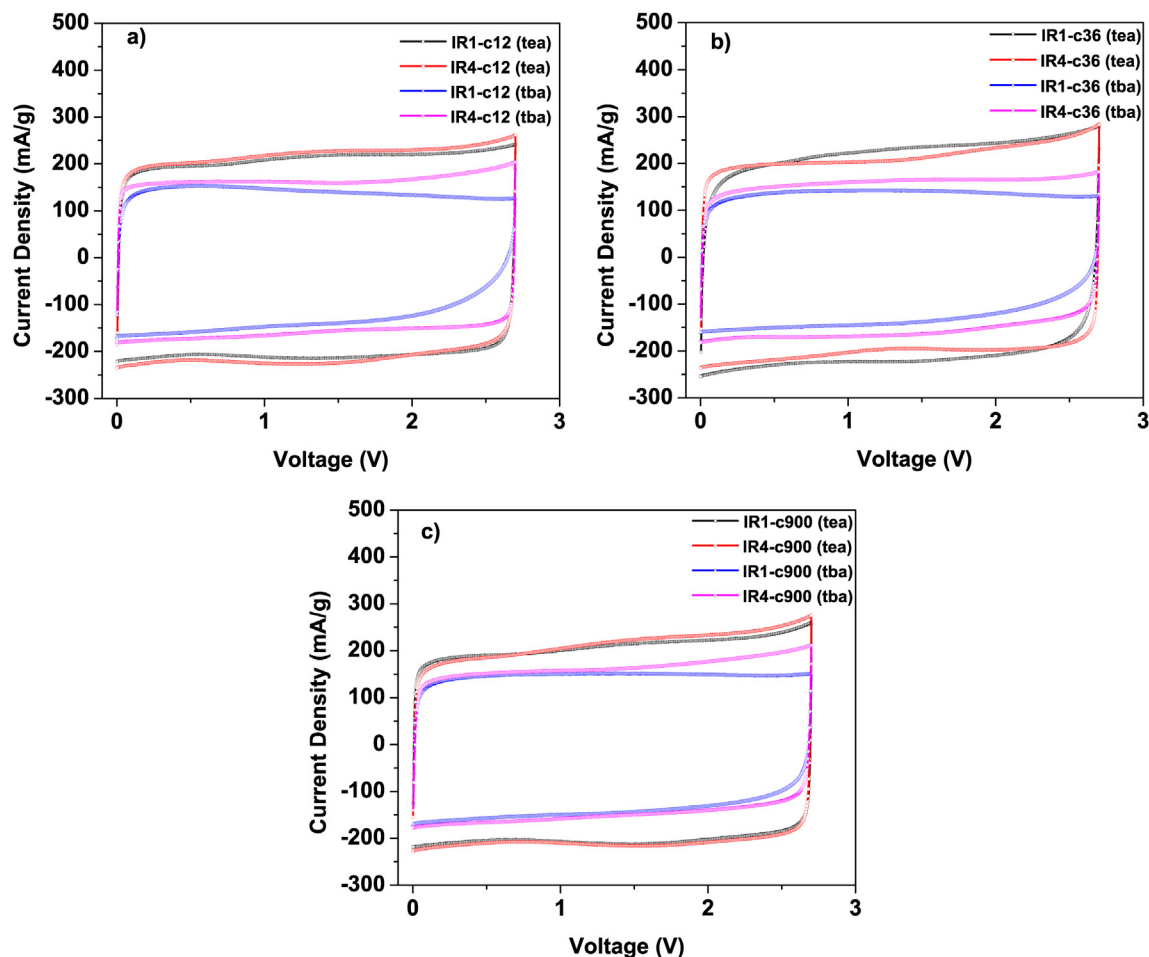 a)
IR1-c12 (tea)
IR4-c12 (tea)
IR1-c12 (tba)
IR4-c12 (tba)
Current Density (mA/g)
500
400
300
200
100
0
-100
-200
-300
0 1 2 3
Voltage (V)
b)
IR1-c36 (tea)
IR4-c36 (tea)
IR1-c36 (tba)
IR4-c36 (tba)
Current Density (mA/g)
500
400
300
200
100
0
-100
-200
-300
0 1 2 3
Voltage (V)
c)
IR1-c900 (tea)
IR4-c900 (tea)
IR1-c900 (tba)
IR4-c900 (tba)
Current Density (mA/g)
500
400
300
200
100
0
-100
-200
-300
0 1 2 3
Voltage (V)